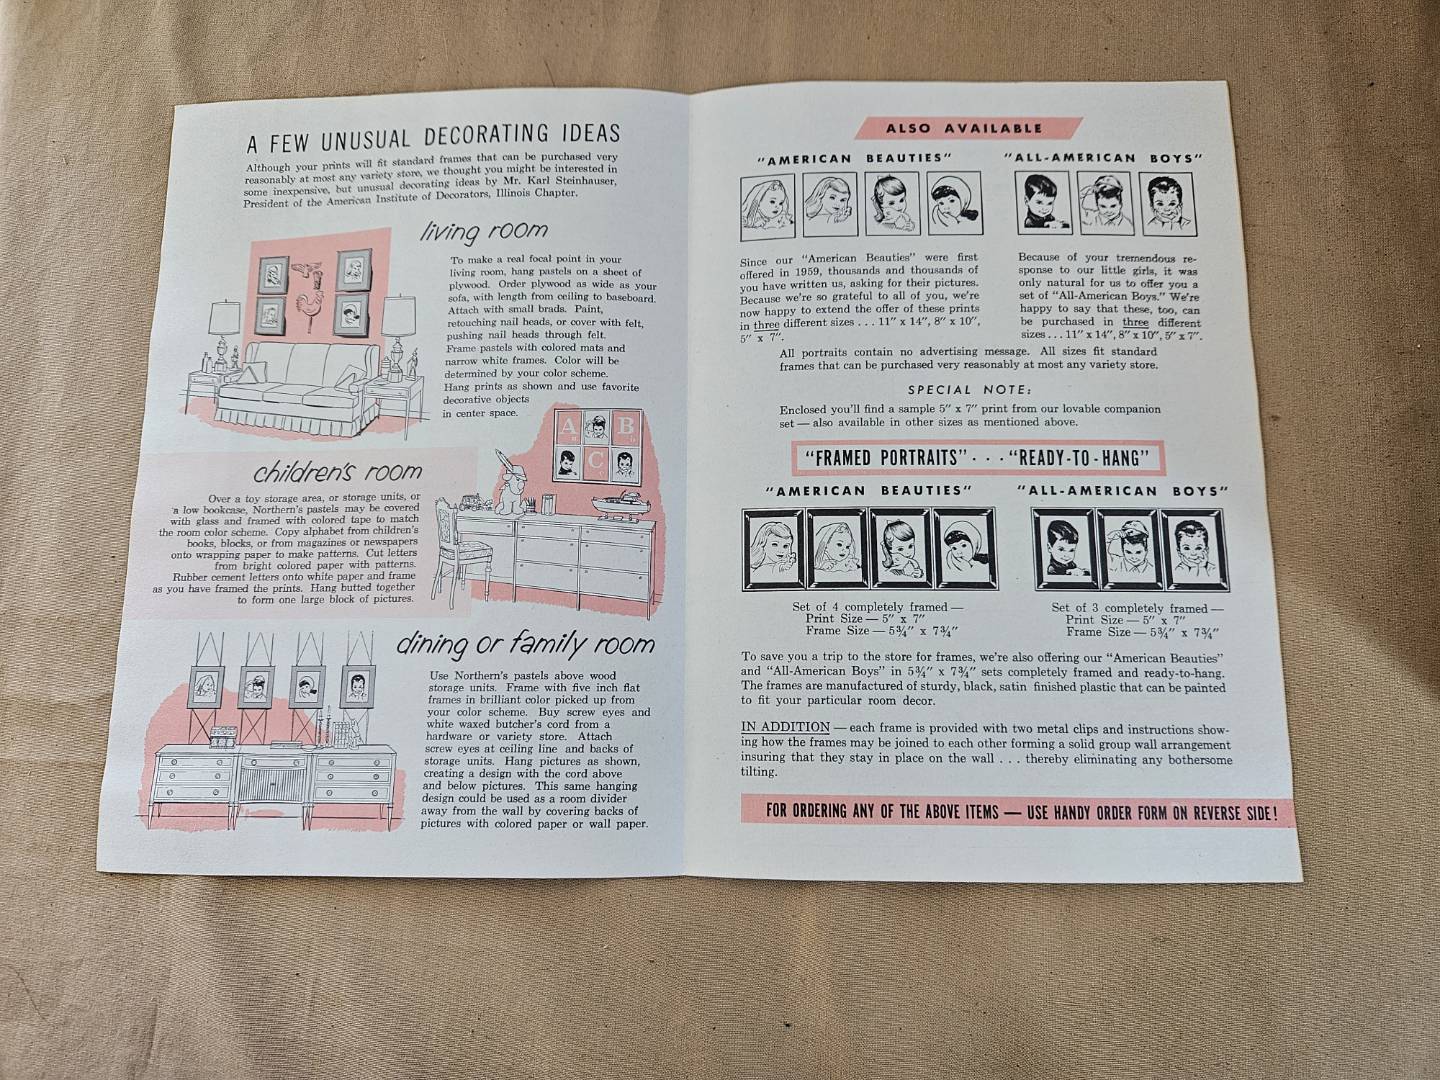 A FEW UNUSUAL DECORATING IDEAS
Although your prints will fit standard frames that can be purchased very
reasonably at most any variety store, we thought you might be interested in
some inexpensive, but unusual decorating ideas by Mr. Karl Steinhauser,
President of the American Institute of Decorators, Illinois Chapter.
living room
To make a real focal point in your
living room, hang pastels on a sheet of
plywood. Order plywood as wide as your
sofa, with length from ceiling to baseboard.
Attach with small brads. Paint,
retouching nail heads, or cover with felt,
pushing nail heads through felt.
Frame pastels with colored mats and
narrow white frames. Color will be
determined by your color scheme.
Hang prints as shown and use favorite
decorative objects
in center space.
A B
C
children's room
Over a toy storage area, or storage units, or
a low bookcase, Northern's pastels may be covered
with glass and framed with colored tape to match
the room color scheme. Copy alphabet from children's
books, blocks, or from magazines or newspapers
onto wrapping paper to make patterns. Cut letters
from bright colored paper with patterns.
Rubber cement letters onto white paper and frame
as you have framed the prints. Hang butted together
to form one large block of pictures.
dining or family room
Use Northern's pastels above wood
storage units. Frame with five inch flat
frames in brilliant color picked up from
your color scheme. Buy screw eyes and
white waxed butcher's cord from a
hardware or variety store. Attach
screw eyes at ceiling line and backs of
storage units. Hang pictures as shown,
creating a design with the cord above
and below pictures. This same hanging
design could be used as a room divider
away from the wall by covering backs of
pictures with colored paper or wall paper.
ALSO AVAILABLE
"AMERICAN BEAUTIES"
Since our "American Beauties" were first
offered in 1959, thousands and thousands of
you have written us, asking for their pictures.
Because we're so grateful to all of you, we're
now happy to extend the offer of these prints
in three different sizes . . . 11" x 14", 8" x 10",
5" x 7".
"ALL-AMERICAN BOYS"
Because of your tremendous re-
sponse to our little girls, it was
only natural for us to offer you a
set of "All-American Boys." We're
happy to say that these, too, can
be purchased in three different
sizes . . . 11" x 14", 8" x 10", 5" x 7".
All portraits contain no advertising message. All sizes fit standard
frames that can be purchased very reasonably at most any variety store.
SPECIAL NOTE:
Enclosed you'll find a sample 5" x 7" print from our lovable companion
set — also available in other sizes as mentioned above.
"FRAMED PORTRAITS" . . . "READY-TO-HANG"
"AMERICAN BEAUTIES"
Set of 4 completely framed —
Print Size — 5" x 7"
Frame Size — 5¾" x 7¾"
"ALL-AMERICAN BOYS"
Set of 3 completely framed —
Print Size — 5" x 7"
Frame Size — 5¾" x 7¾"
To save you a trip to the store for frames, we're also offering our "American Beauties"
and "All-American Boys" in 5¾" x 7¾" sets completely framed and ready-to-hang.
The frames are manufactured of sturdy, black, satin finished plastic that can be painted
to fit your particular room decor.
IN ADDITION — each frame is provided with two metal clips and instructions show-
ing how the frames may be joined to each other forming a solid group wall arrangement
insuring that they stay in place on the wall . . . thereby eliminating any bothersome
tilting.
FOR ORDERING ANY OF THE ABOVE ITEMS — USE HANDY ORDER FORM ON REVERSE SIDE!